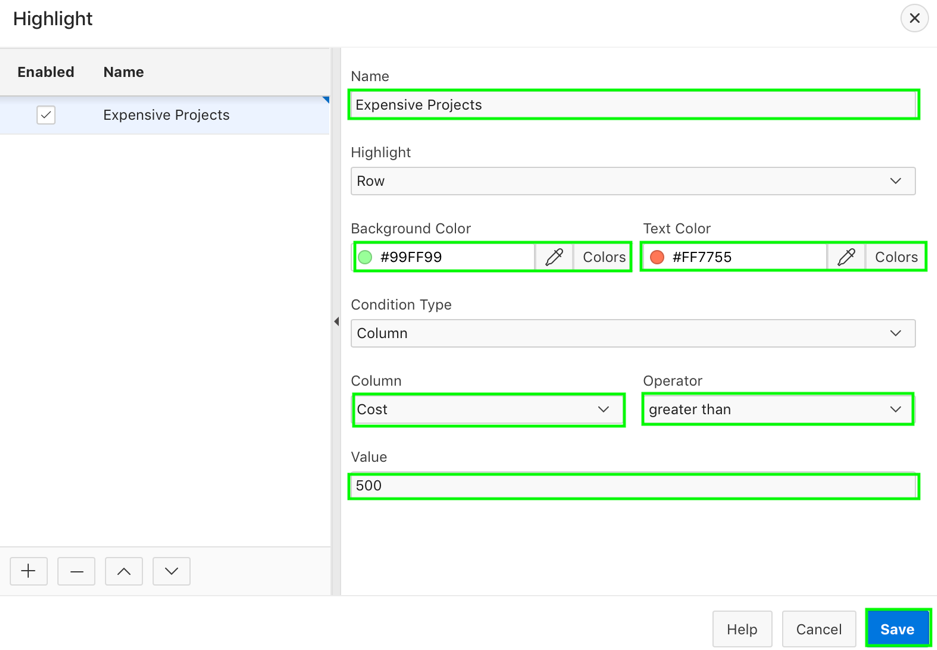 Highlight
Enabled Name
Expensive Projects
Name
Expensive Projects
Highlight
Row
Background Color
#99FF99 Colors
Text Color
#FF7755 Colors
Condition Type
Column
Column
Cost
Operator
greater than
Value
500
Help Cancel Save